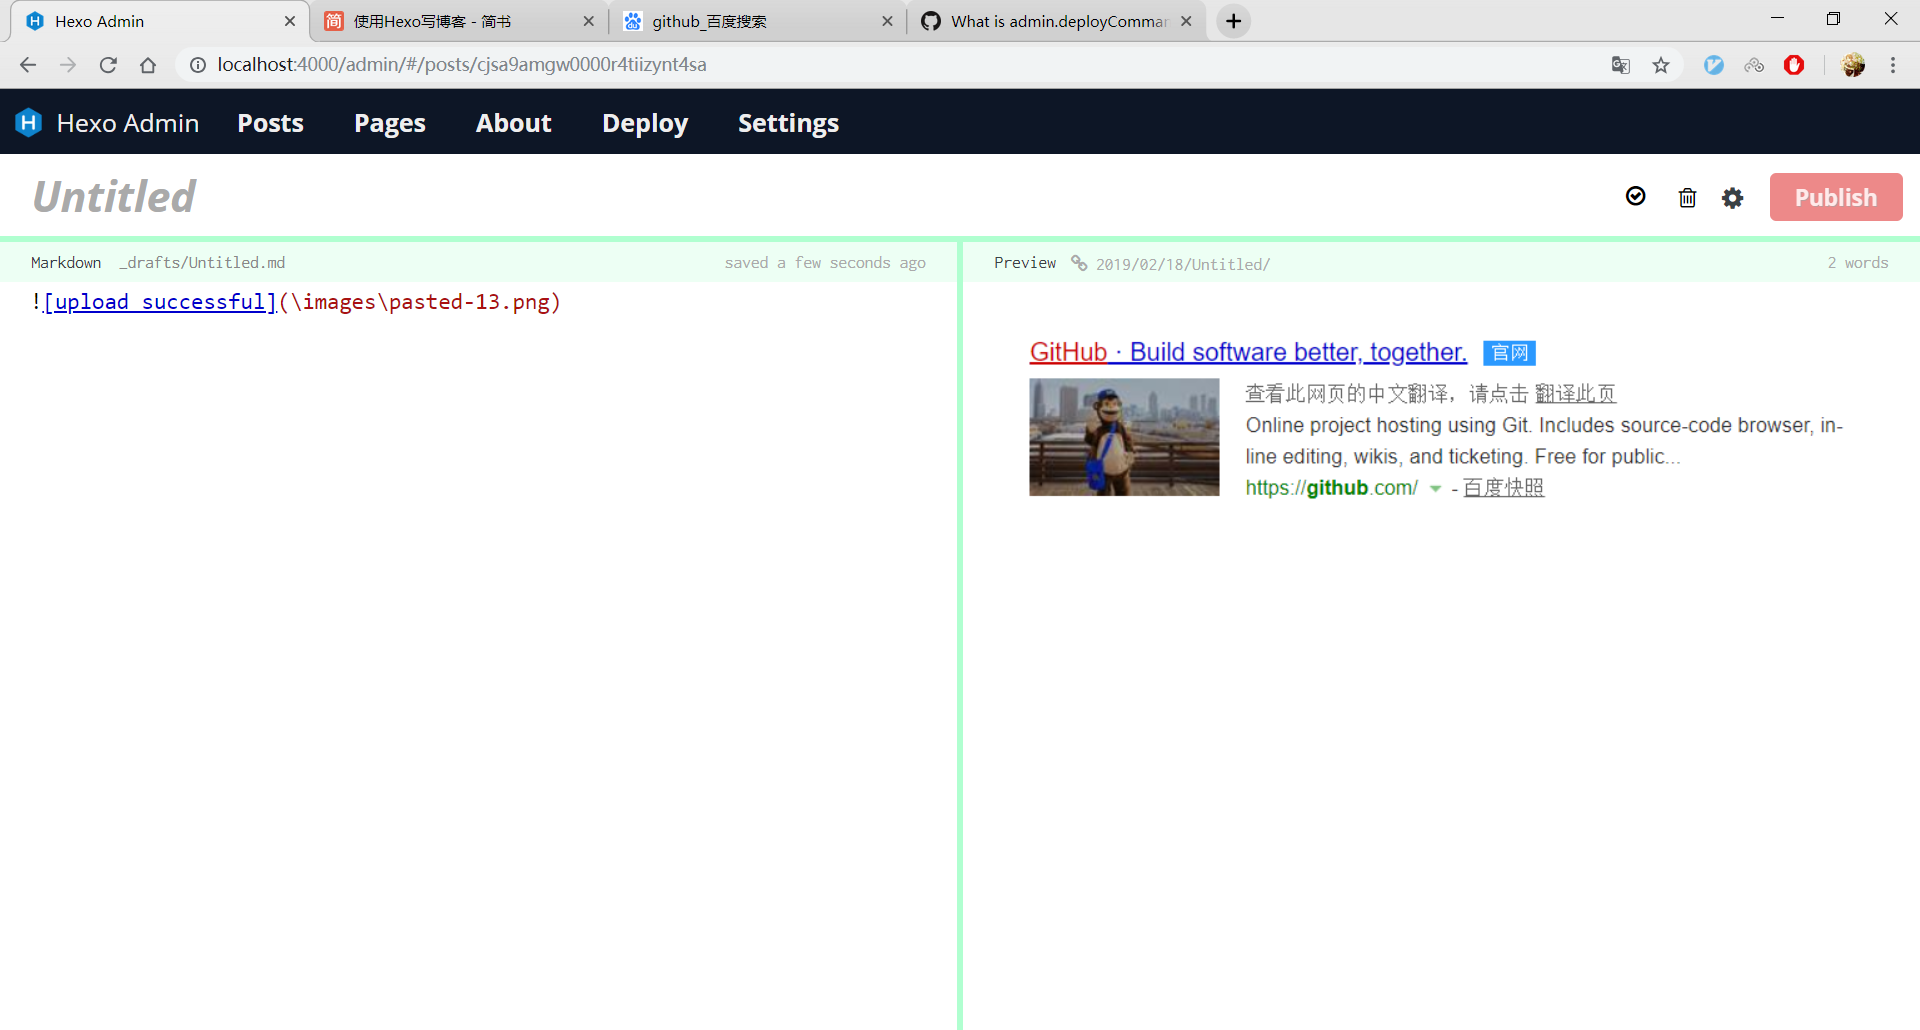 Hexo Admin
使用Hexo写博客 - 简书
github_百度搜索
What is admin.deployComman
localhost:4000/admin/#/posts/cjsa9amgw0000r4tiizynt4sa
Hexo Admin Posts Pages About Deploy Settings
Untitled
Publish
Markdown _drafts/Untitled.md
saved a few seconds ago
Preview 2019/02/18/Untitled/
2 words
![upload successful](\images\pasted-13.png)
GitHub · Build software better, together. 官网
查看此网页的中文翻译，请点击 翻译此页
Online project hosting using Git. Includes source-code browser, in-
line editing, wikis, and ticketing. Free for public...
https://github.com/ - 百度快照